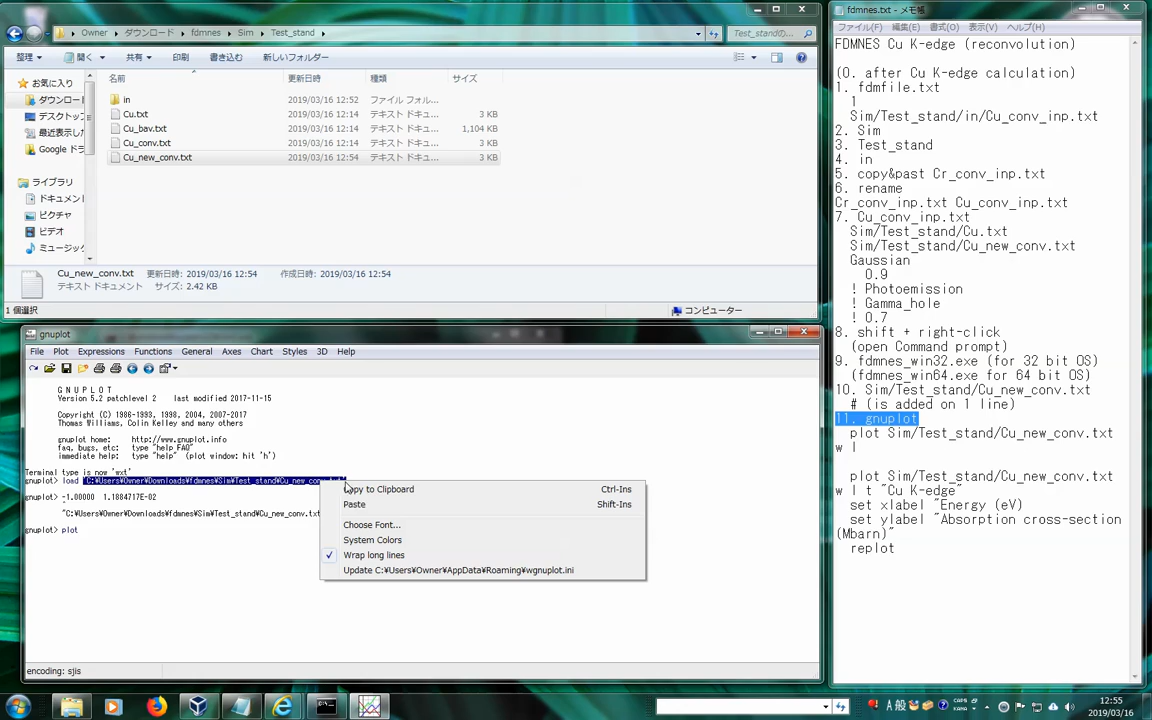 Owner ▸ ダウンロード ▸ fdmnes ▸ Sim ▸ Test_stand ▸
Test_standの...
整理 ▼ 開く ▼ 共有 ▼ 印刷 書き込む 新しいフォルダー
お気に入り
ダウンロー
デスクトップ
最近表示した
Google ドラ
ライブラリ
ドキュメント
ピクチャ
ビデオ
ミュージック
名前 更新日時 種類 サイズ
in 2019/03/16 12:52 ファイル フォル...
Cu.txt 2019/03/16 12:14 テキスト ドキュ... 3 KB
Cu_bav.txt 2019/03/16 12:14 テキスト ドキュ... 1,104 KB
Cu_conv.txt 2019/03/16 12:14 テキスト ドキュ... 3 KB
Cu_new_conv.txt 2019/03/16 12:54 テキスト ドキュ... 3 KB
Cu_new_conv.txt 更新日時: 2019/03/16 12:54 作成日時: 2019/03/16 12:54
テキスト ドキュメント サイズ: 2.42 KB
1 個選択 コンピューター
gnuplot
File Plot Expressions Functions General Axes Chart Styles 3D Help
G N U P L O T
Version 5.2 patchlevel 2 last modified 2017-11-15
Copyright (C) 1986-1993, 1998, 2004, 2007-2017
Thomas Williams, Colin Kelley and many others
gnuplot home: http://www.gnuplot.info
faq, bugs, etc: type "help FAQ"
immediate help: type "help" (plot window: hit 'h')
Terminal type is now 'wxt'
gnuplot> load 'C:¥Users¥Owner¥Downloads¥fdmnes¥Sim¥Test_stand¥Cu_new_conv.txt'
gnuplot> -1.00000 1.1884717E-02
"C:¥Users¥Owner¥Downloads¥fdmnes¥Sim¥Test_stand¥Cu_new_conv.txt
gnuplot> plot
Copy to Clipboard Ctrl-Ins
Paste Shift-Ins
Choose Font...
System Colors
✓ Wrap long lines
Update C:¥Users¥Owner¥AppData¥Roaming¥wgnuplot.ini
encoding: sjis
fdmnes.txt - メモ帳
ファイル(F) 編集(E) 書式(O) 表示(V) ヘルプ(H)
FDMNES Cu K-edge (reconvolution)
(0. after Cu K-edge calculation)
1. fdmfile.txt
1
Sim/Test_stand/in/Cu_conv_inp.txt
2. Sim
3. Test_stand
4. in
5. copy&past Cr_conv_inp.txt
6. rename
Cr_conv_inp.txt Cu_conv_inp.txt
7. Cu_conv_inp.txt
Sim/Test_stand/Cu.txt
Sim/Test_stand/Cu_new_conv.txt
Gaussian
0.9
! Photoemission
! Gamma_hole
! 0.7
8. shift + right-click
(open Command prompt)
9. fdmnes_win32.exe (for 32 bit OS)
(fdmnes_win64.exe for 64 bit OS)
10. Sim/Test_stand/Cu_new_conv.txt
# (is added on 1 line)
11. gnuplot
plot Sim/Test_stand/Cu_new_conv.txt
w l
plot Sim/Test_stand/Cu_new_conv.txt
w l t "Cu K-edge"
set xlabel "Energy (eV)
set ylabel "Absorption cross-section
(Mbarn)"
replot
A 般
CAPS
KANA
12:55
2019/03/16